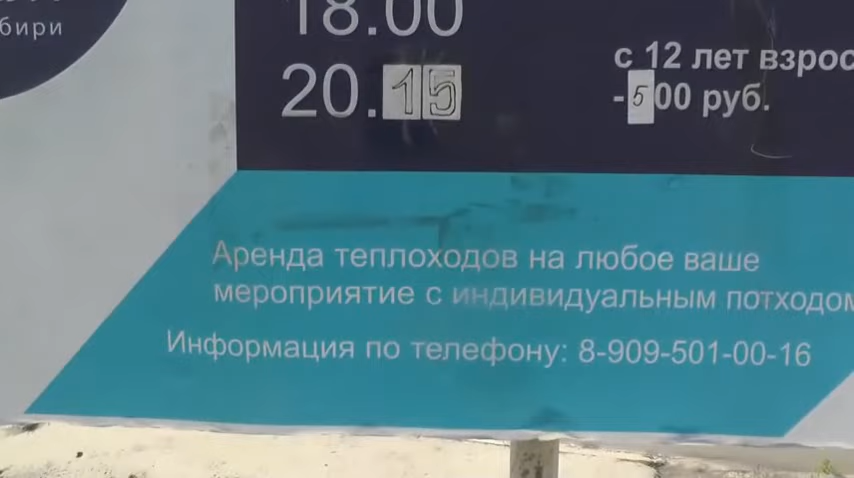 бири
18.00
20.15
с 12 лет
-500 руб.
Аренда теплоходов на любое ваше
мероприятие с индивидуальным потходом
Информация по телефону: 8-909-501-00-16